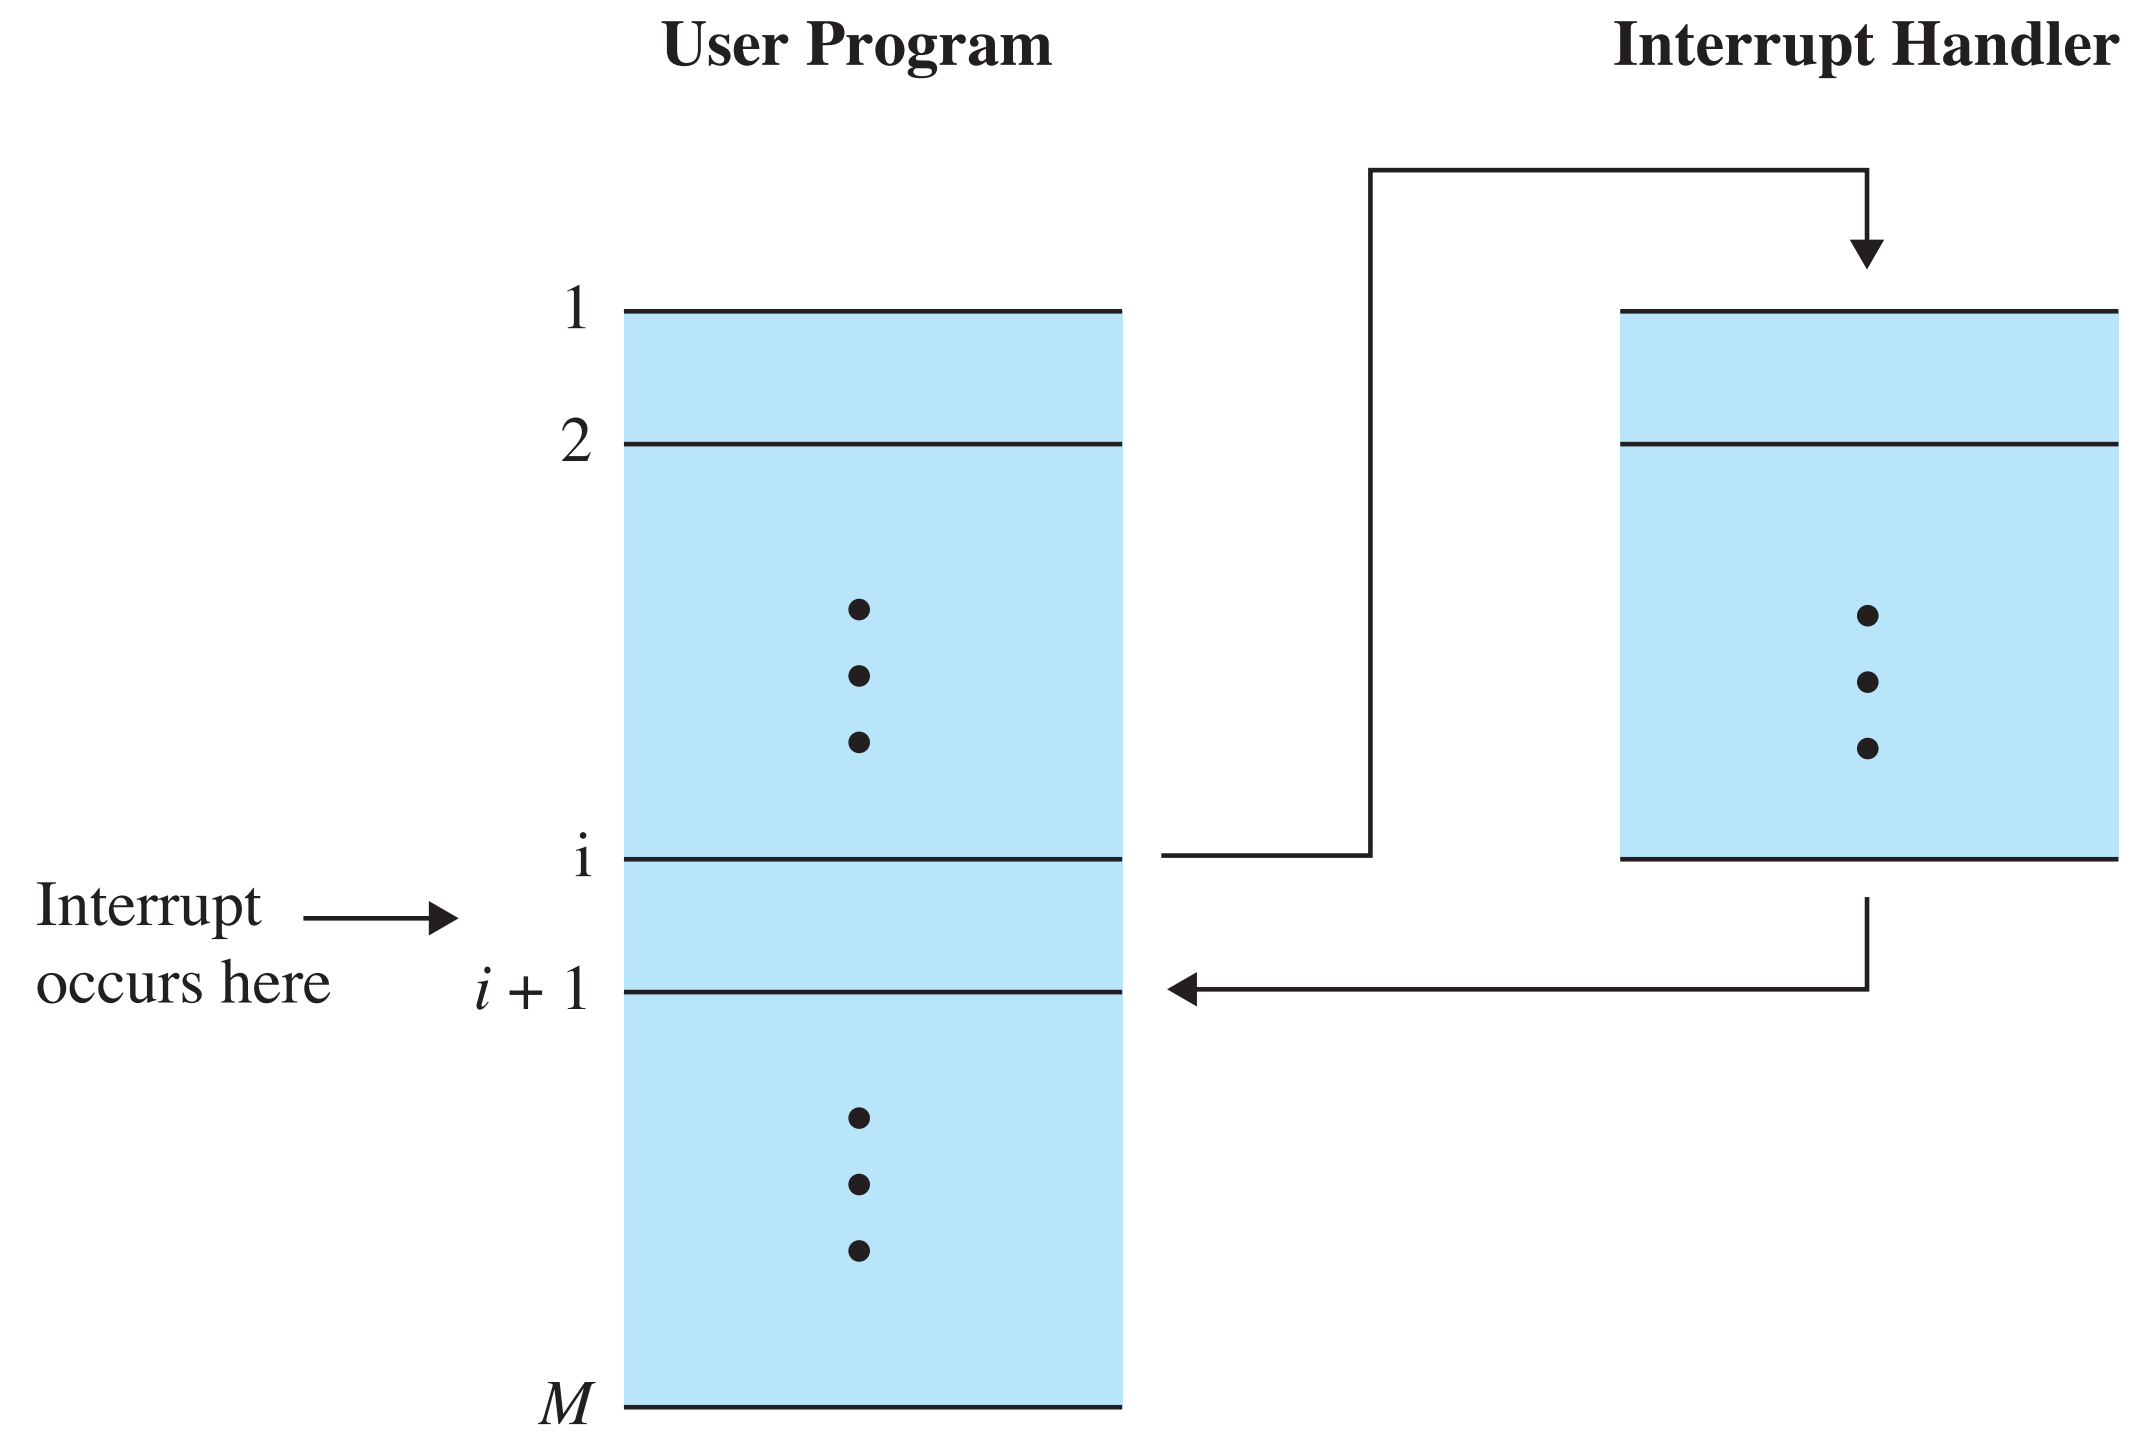 User Program
Interrupt Handler
1
2
i
Interrupt
occurs here
i + 1
M